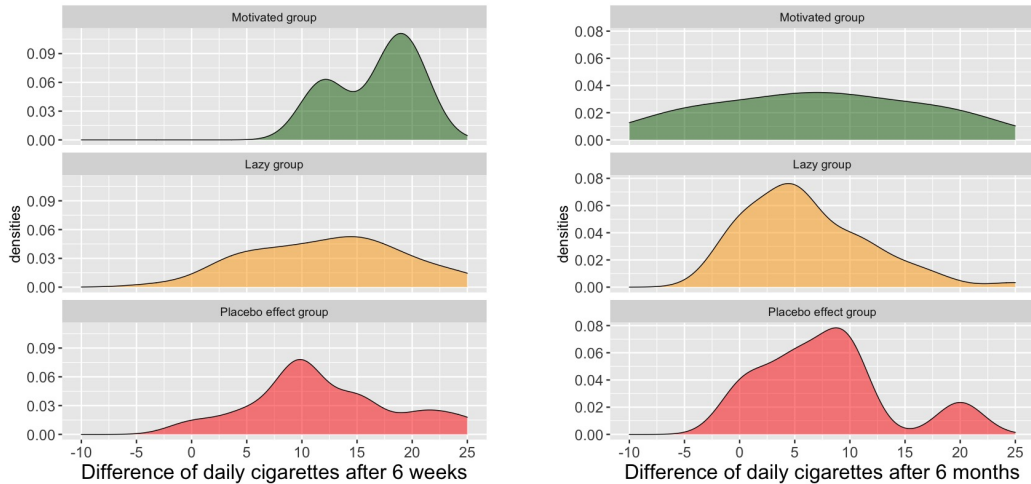 Motivated group
0.09
0.06
0.03
0.00
Lazy group
0.09
0.06
0.03
0.00
densities
Placebo effect group
0.09
0.06
0.03
0.00
-10 -5 0 5 10 15 20 25
Difference of daily cigarettes after 6 weeks
Motivated group
0.08
0.06
0.04
0.02
0.00
Lazy group
0.08
0.06
0.04
0.02
0.00
densities
Placebo effect group
0.08
0.06
0.04
0.02
0.00
-10 -5 0 5 10 15 20 25
Difference of daily cigarettes after 6 months